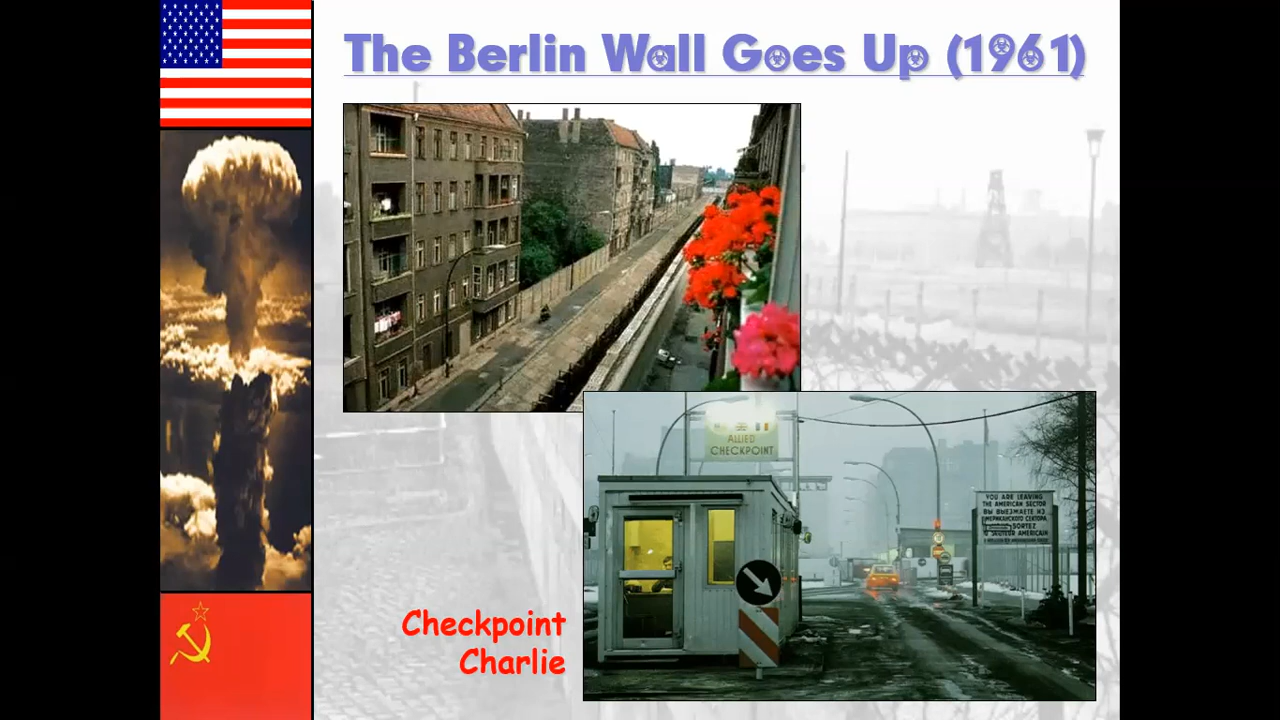 The Berlin Wall Goes Up (1961)
ALLIED
CHECKPOINT
YOU ARE LEAVING
THE AMERICAN SECTOR
ВЫ ВЫЕЗЖАЕТЕ ИЗ
АМЕРИКАНСКОГО СЕКТОРА
SORTEZ
SECTEUR AMERICAIN
Checkpoint
Charlie